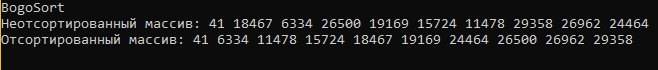 BogoSort
Неотсортированный массив: 41 18467 6334 26500 19169 15724 11478 29358 26962 24464
Отсортированный массив: 41 6334 11478 15724 18467 19169 24464 26500 26962 29358